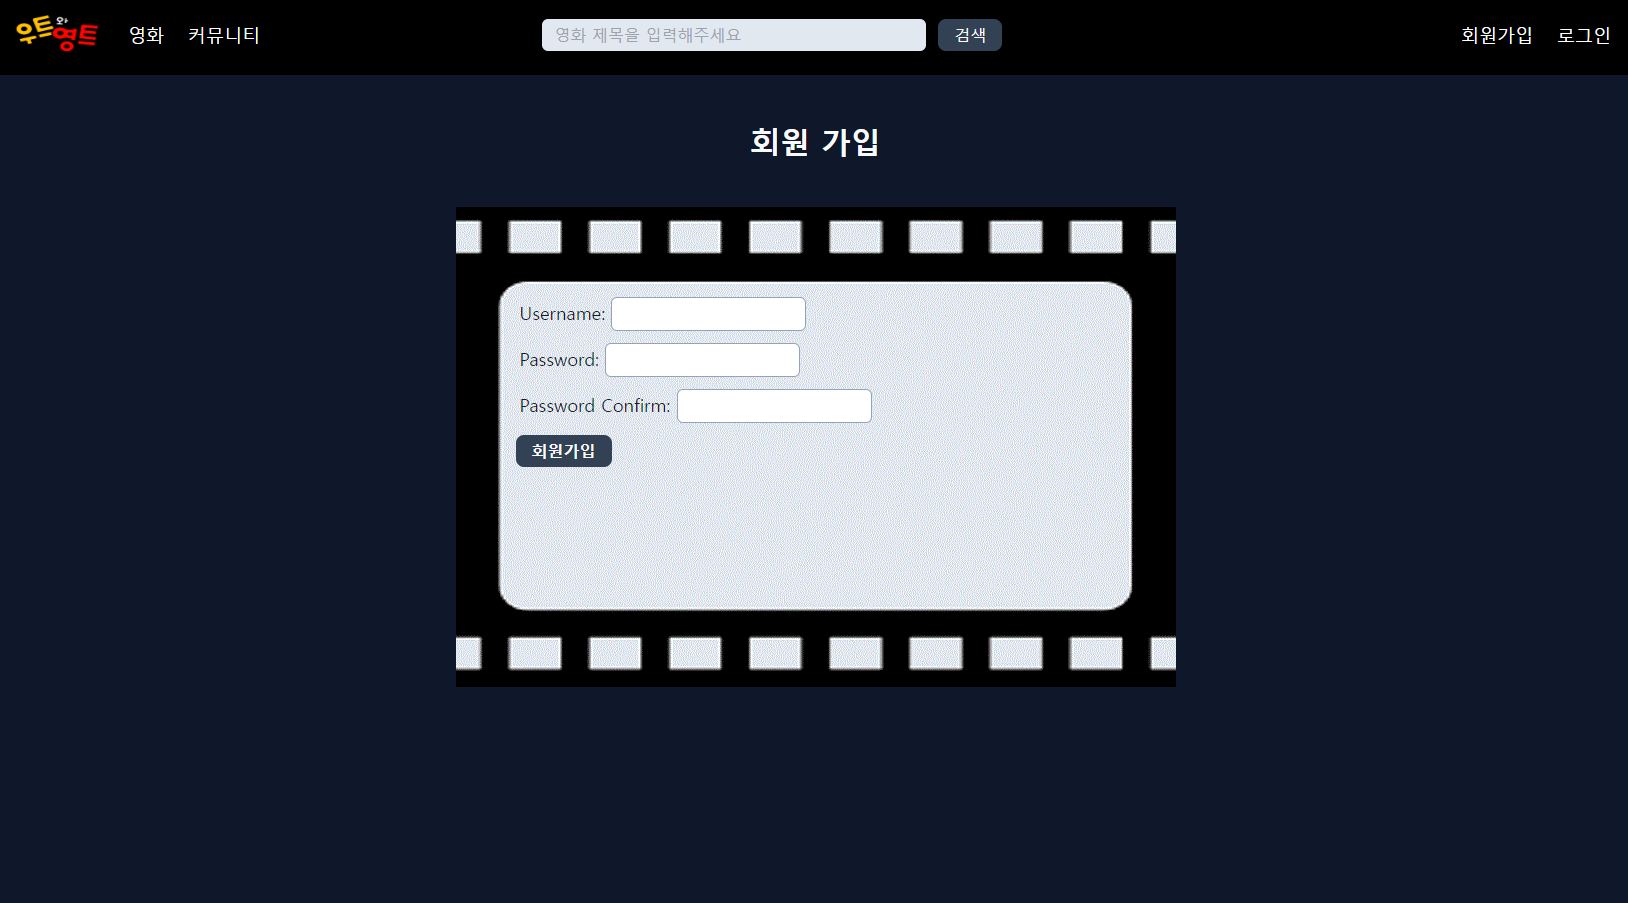 우트와영트
영화 커뮤니티
영화 제목을 입력해주세요 검색
회원가입 로그인
회원 가입
Username:
Password:
Password Confirm:
회원가입